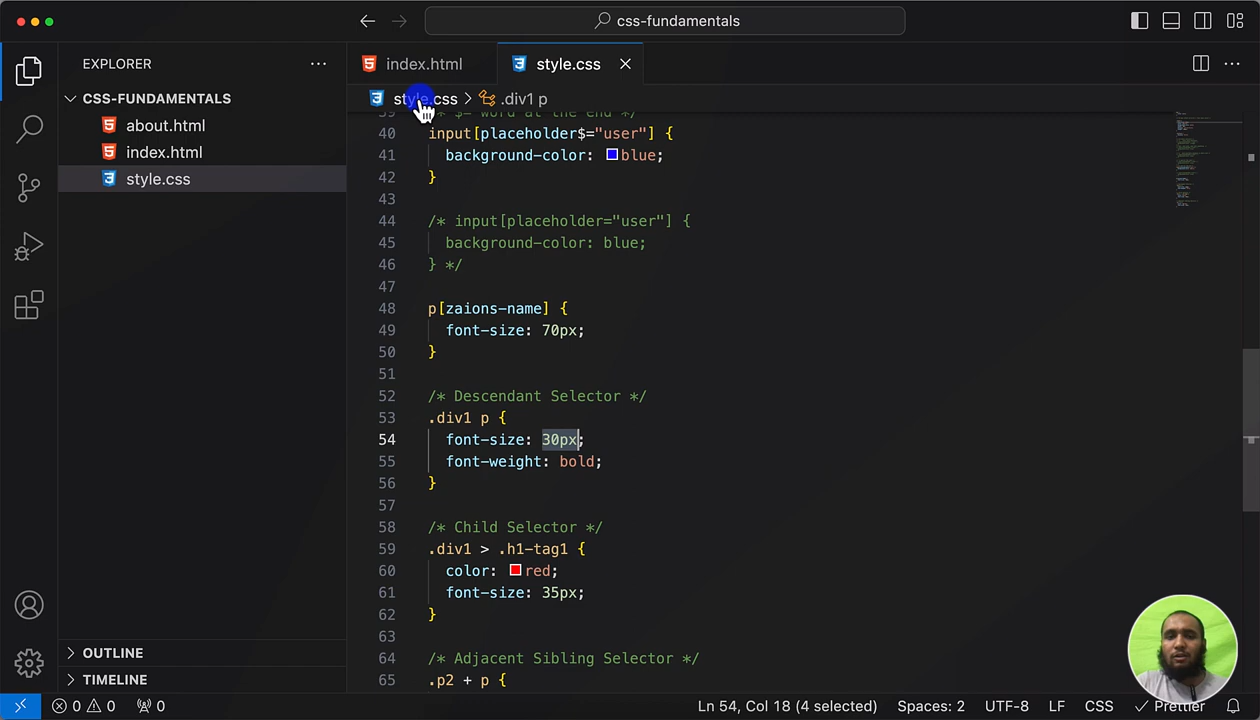 css-fundamentals
EXPLORER
index.html
style.css
CSS-FUNDAMENTALS
style.css > .div1 p
about.html
index.html
style.css
39 /* $= word at the end */
40 input[placeholder$="user"] {
41 background-color: blue;
42 }
43
44 /* input[placeholder="user"] {
45 background-color: blue;
46 } */
47
48 p[zaions-name] {
49 font-size: 70px;
50 }
51
52 /* Descendant Selector */
53 .div1 p {
54 font-size: 30px;
55 font-weight: bold;
56 }
57
58 /* Child Selector */
59 .div1 > .h1-tag1 {
60 color: red;
61 font-size: 35px;
62 }
63
64 /* Adjacent Sibling Selector */
65 .p2 + p {
OUTLINE
TIMELINE
0 0 0
Ln 54, Col 18 (4 selected)
Spaces: 2
UTF-8
LF
CSS
Prettier